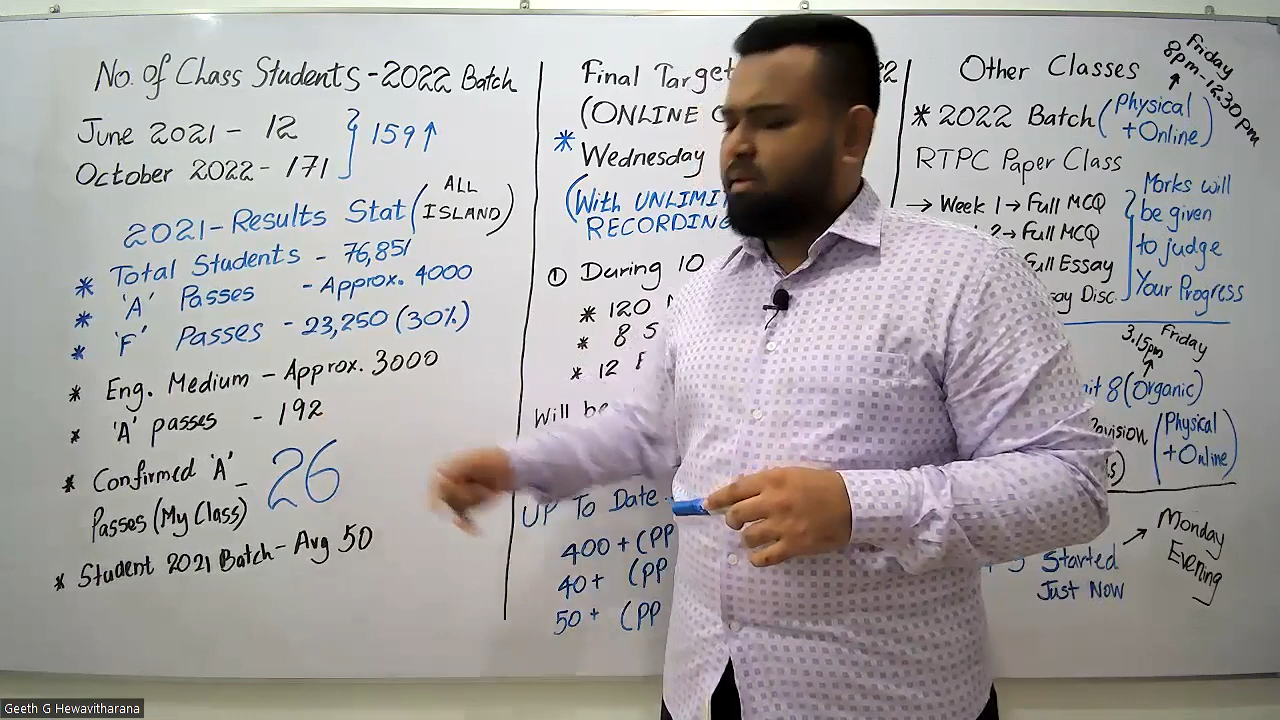 No. of Class Students - 2022 Batch
June 2021 - 12
October 2022 - 171
159↑
2021 - Results Stat (ALL ISLAND)
* Total Students - 76,851
* 'A' Passes - Approx. 4000
* 'F' Passes - 23,250 (30%)
* Eng. Medium - Approx. 3000
* 'A' passes - 192
* Confirmed 'A' - 26
Passes (My Class)
* Student 2021 Batch - Avg 50
Final Targe
(ONLINE
* Wednesday
(With UNLIMI
RECORDING
① During 10
* 120
* 8 S
* 12
Will be
UP To Date
400 + (PP
40+ (PP
50+ (PP
Other Classes
Friday
8pm - 12.30pm
* 2022 Batch (Physical + Online)
RTPC Paper Class
→ Week 1 → Full MCQ
2 → Full MCQ
Full Essay
Disc.
Marks will
be given
to judge
Your Progress
3.15pm Friday
8 (Organic)
(Physical + Online)
Started
Just Now
Monday
Evening
Geeth G Hewavitharana